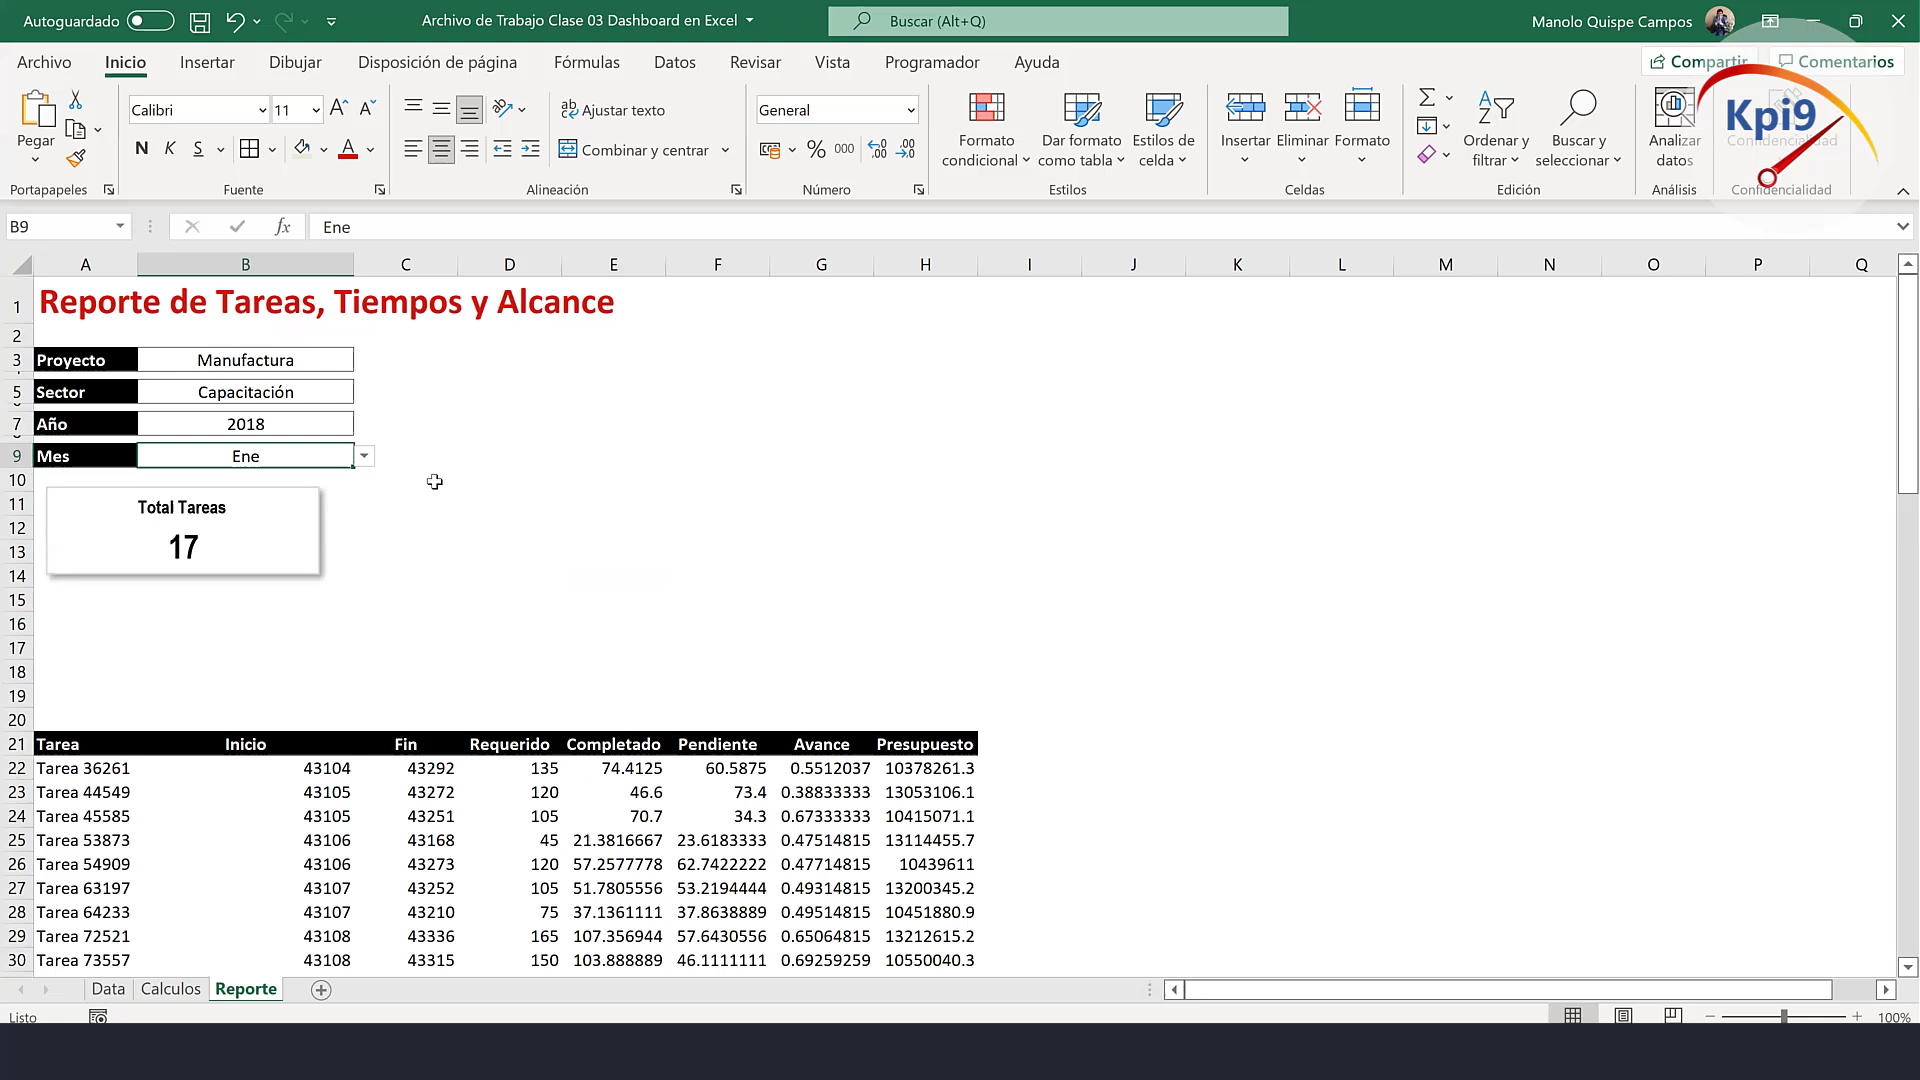 Autoguardado
Archivo de Trabajo Clase 03 Dashboard en Excel
Buscar (Alt+Q)
Manolo Quispe Campos
Archivo Inicio Insertar Dibujar Disposición de página Fórmulas Datos Revisar Vista Programador Ayuda
Compartir Comentarios
Pegar
Calibri 11
Ajustar texto
General
Formato condicional
Dar formato como tabla
Estilos de celda
Insertar Eliminar Formato
Ordenar y filtrar
Buscar y seleccionar
Analizar datos
Kpi9
Confidencialidad
N K S
Combinar y centrar
% 000
Portapapeles Fuente Alineación Número Estilos Celdas Edición Análisis Confidencialidad
B9 fx Ene
A B C D E F G H I J K L M N O P Q
1 Reporte de Tareas, Tiempos y Alcance
2
3 Proyecto Manufactura
5 Sector Capacitación
7 Año 2018
9 Mes Ene
10
11 Total Tareas
12
13 17
14
15
16
17
18
19
20
21 Tarea Inicio Fin Requerido Completado Pendiente Avance Presupuesto
22 Tarea 36261 43104 43292 135 74.4125 60.5875 0.5512037 10378261.3
23 Tarea 44549 43105 43272 120 46.6 73.4 0.38833333 13053106.1
24 Tarea 45585 43105 43251 105 70.7 34.3 0.67333333 10415071.1
25 Tarea 53873 43106 43168 45 21.3816667 23.6183333 0.47514815 13114455.7
26 Tarea 54909 43106 43273 120 57.2577778 62.7422222 0.47714815 10439611
27 Tarea 63197 43107 43252 105 51.7805556 53.2194444 0.49314815 13200345.2
28 Tarea 64233 43107 43210 75 37.1361111 37.8638889 0.49514815 10451880.9
29 Tarea 72521 43108 43336 165 107.356944 57.6430556 0.65064815 13212615.2
30 Tarea 73557 43108 43315 150 103.888889 46.1111111 0.69259259 10550040.3
Data Calculos Reporte
Listo
100%